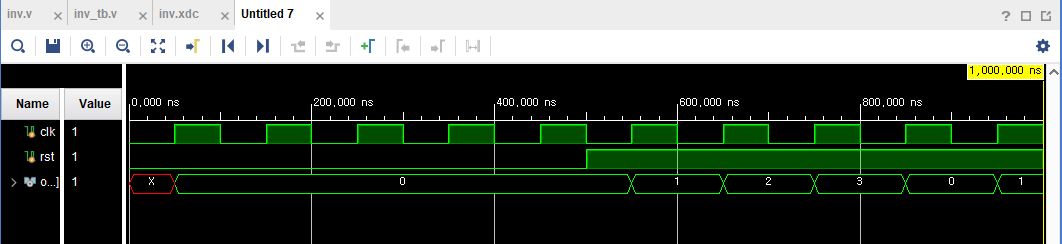 inv.v inv_tb.v inv.xdc Untitled 7
1,000,000 ns
Name Value 0,000 ns 200,000 ns 400,000 ns 600,000 ns 800,000 ns
clk 1
rst 1
o...] 1 X 0 1 2 3 0 1